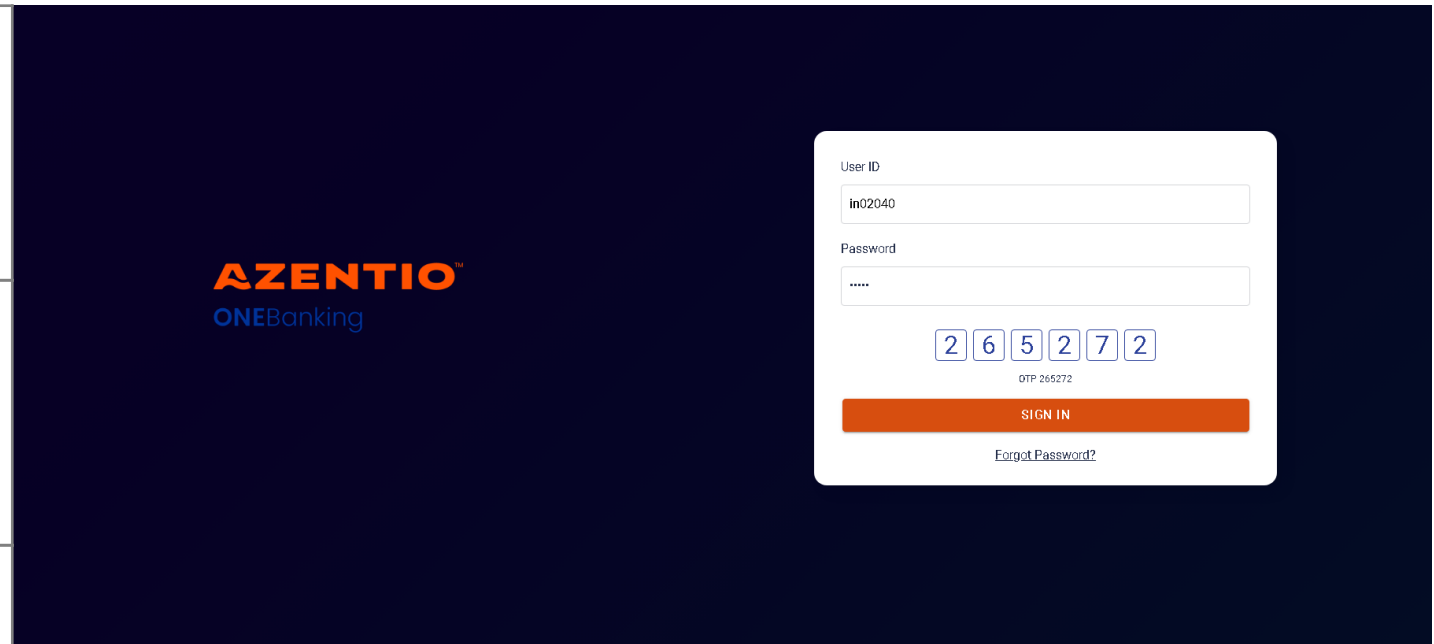 AZENTIO™
ONEBanking
User ID
in02040
Password
•••••
2 6 5 2 7 2
OTP 265272
SIGN IN
Forgot Password?